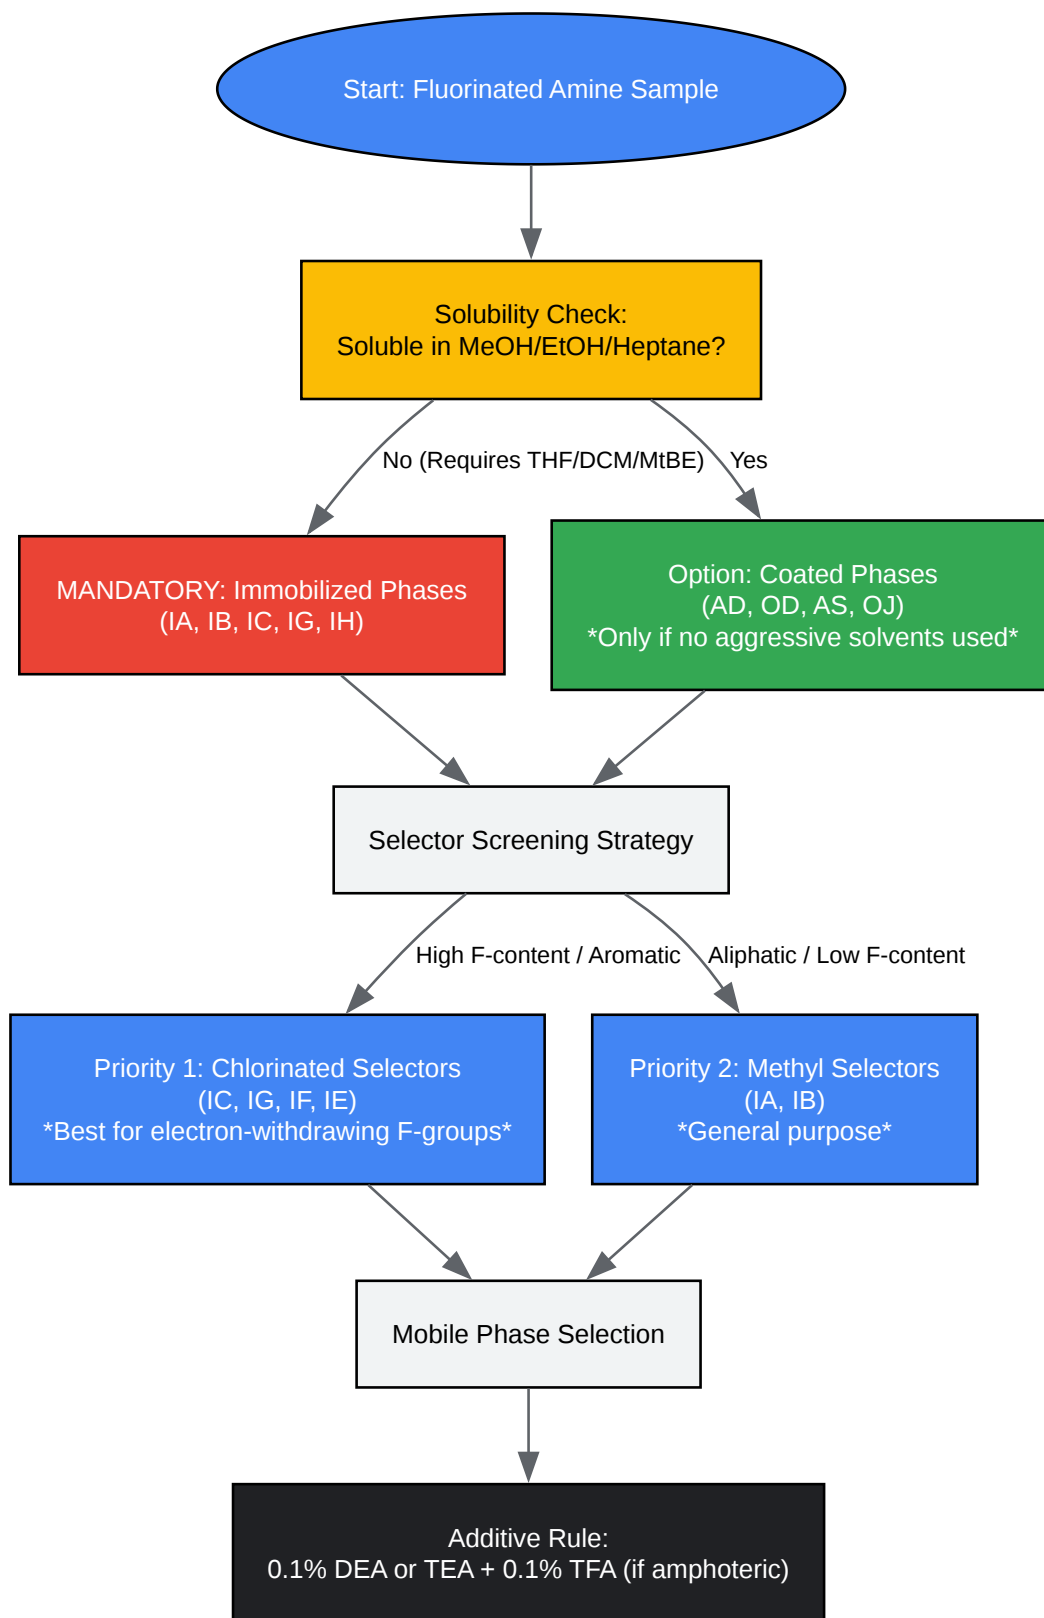 Start: Fluorinated Amine Sample
Solubility Check:
Soluble in MeOH/EtOH/Heptane?
No (Requires THF/DCM/MtBE)
Yes
MANDATORY: Immobilized Phases
(IA, IB, IC, IG, IH)
Option: Coated Phases
(AD, OD, AS, OJ)
*Only if no aggressive solvents used*
Selector Screening Strategy
High F-content / Aromatic
Aliphatic / Low F-content
Priority 1: Chlorinated Selectors
(IC, IG, IF, IE)
*Best for electron-withdrawing F-groups*
Priority 2: Methyl Selectors
(IA, IB)
*General purpose*
Mobile Phase Selection
Additive Rule:
0.1% DEA or TEA + 0.1% TFA (if amphoteric)